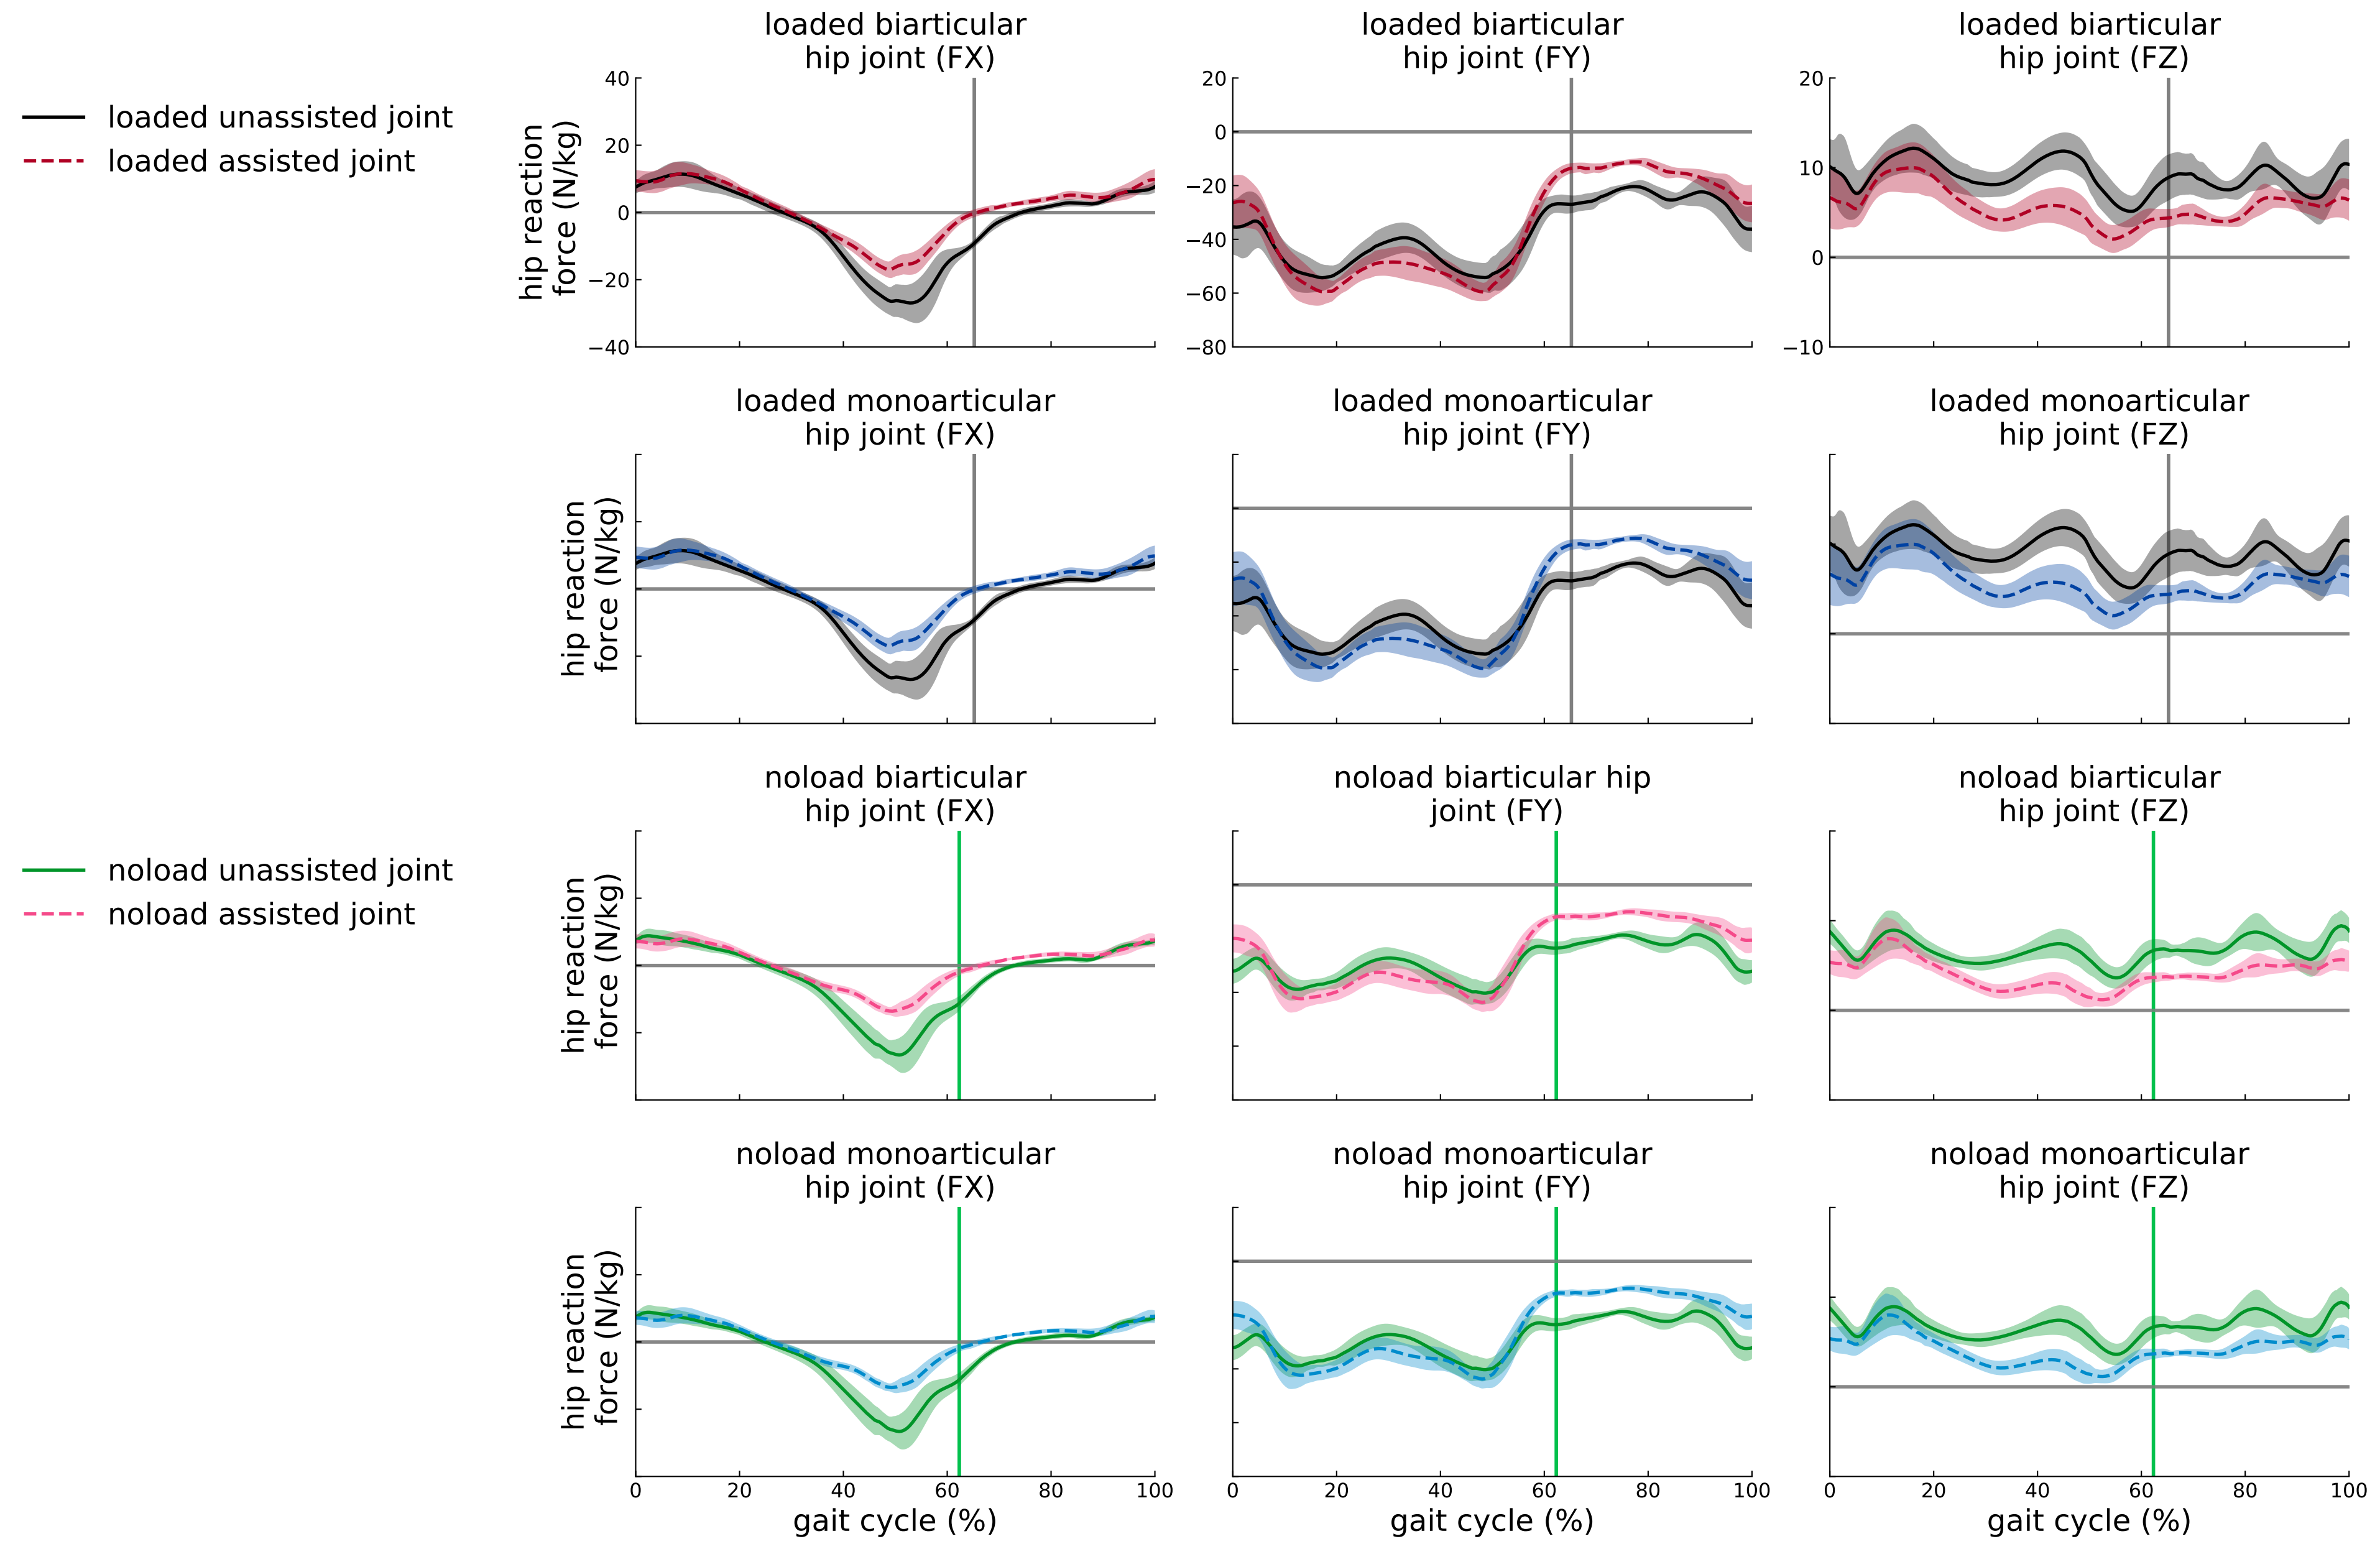 loaded unassisted joint
loaded assisted joint
loaded biarticular
hip joint (FX)
hip reaction
force (N/kg)
40
20
0
−20
−40
loaded biarticular
hip joint (FY)
20
0
−20
−40
−60
−80
loaded biarticular
hip joint (FZ)
20
10
0
−10
loaded monoarticular
hip joint (FX)
hip reaction
force (N/kg)
loaded monoarticular
hip joint (FY)
loaded monoarticular
hip joint (FZ)
noload unassisted joint
noload assisted joint
noload biarticular
hip joint (FX)
hip reaction
force (N/kg)
noload biarticular hip
joint (FY)
noload biarticular
hip joint (FZ)
noload monoarticular
hip joint (FX)
hip reaction
force (N/kg)
0 20 40 60 80 100
gait cycle (%)
noload monoarticular
hip joint (FY)
0 20 40 60 80 100
gait cycle (%)
noload monoarticular
hip joint (FZ)
0 20 40 60 80 100
gait cycle (%)